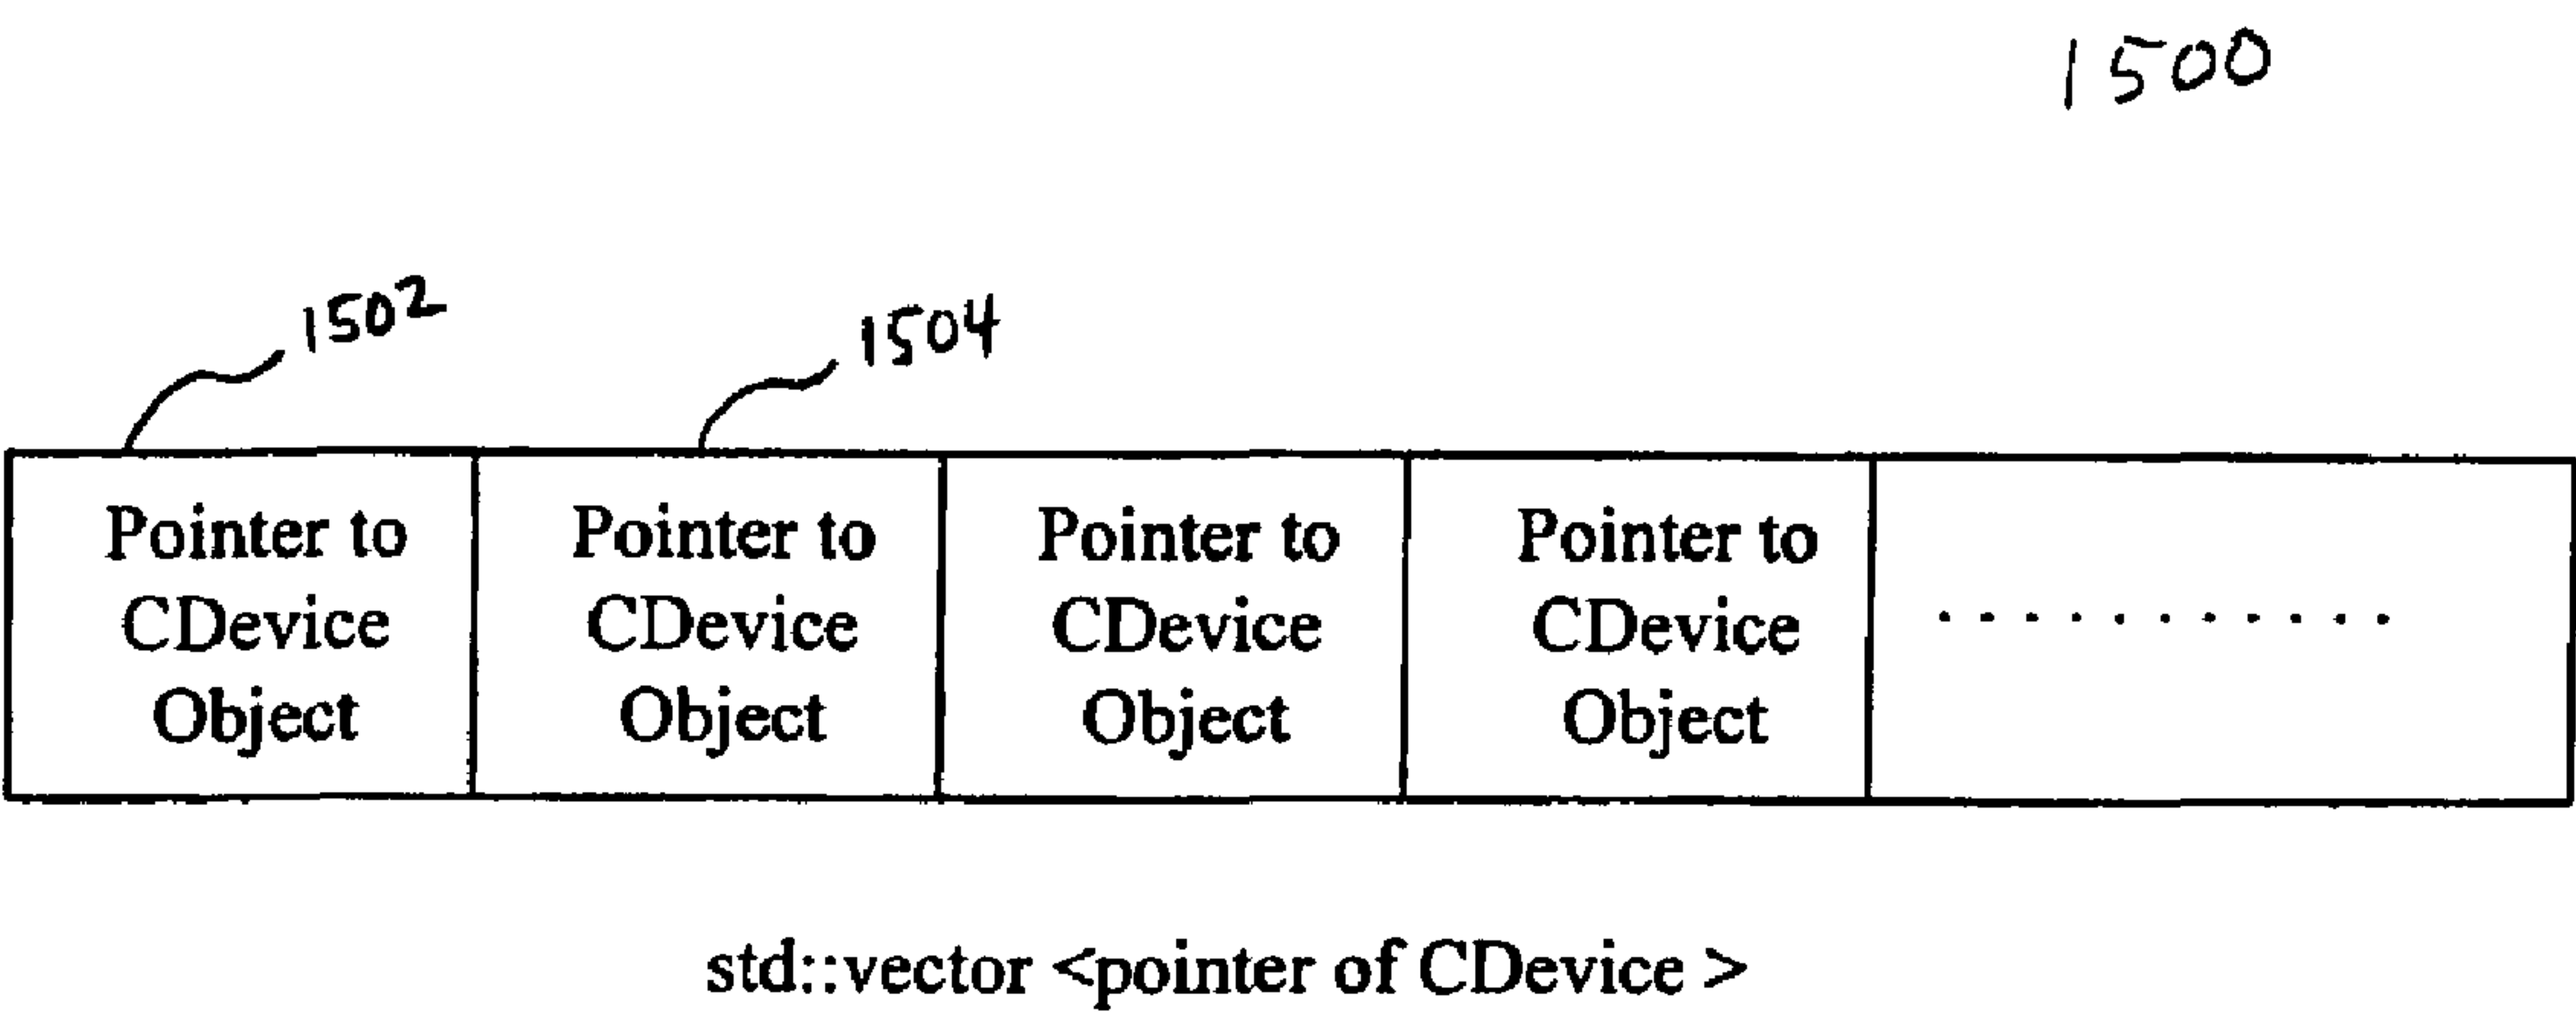 1500
1502
1504
Pointer to
CDevice
Object
Pointer to
CDevice
Object
Pointer to
CDevice
Object
Pointer to
CDevice
Object
...........
std::vector <pointer of CDevice >